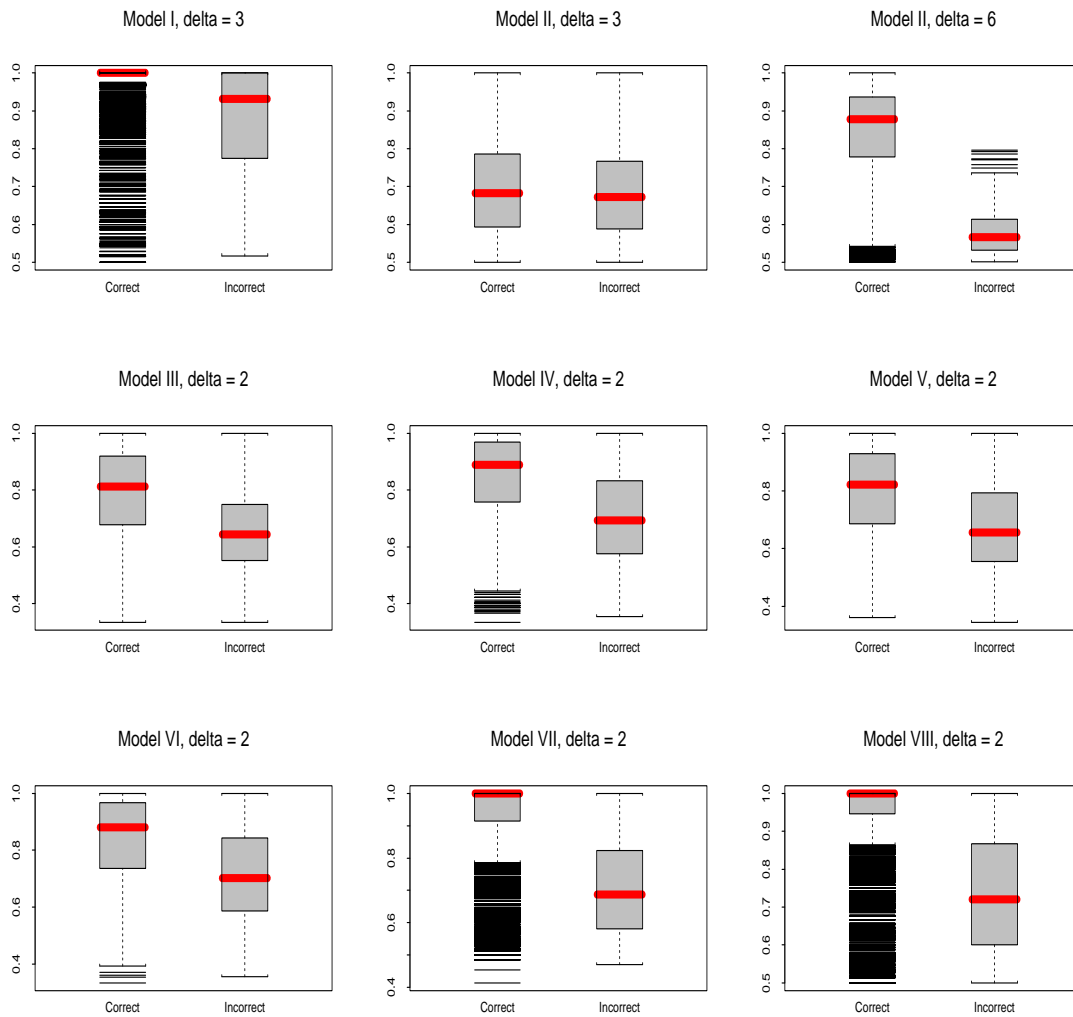 Model I, delta = 3
1.0
0.9
0.8
0.7
0.6
0.5
Correct Incorrect
Model II, delta = 3
1.0
0.9
0.8
0.7
0.6
0.5
Correct Incorrect
Model II, delta = 6
1.0
0.9
0.8
0.7
0.6
0.5
Correct Incorrect
Model III, delta = 2
1.0
0.8
0.6
0.4
Correct Incorrect
Model IV, delta = 2
1.0
0.8
0.6
0.4
Correct Incorrect
Model V, delta = 2
1.0
0.8
0.6
0.4
Correct Incorrect
Model VI, delta = 2
1.0
0.8
0.6
0.4
Correct Incorrect
Model VII, delta = 2
1.0
0.8
0.6
0.4
Correct Incorrect
Model VIII, delta = 2
1.0
0.9
0.8
0.7
0.6
0.5
Correct Incorrect